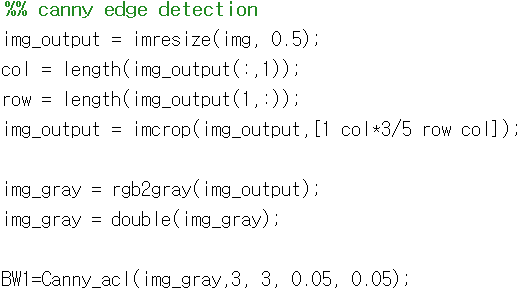 %% canny edge detection
img_output = imresize(img, 0.5);
col = length(img_output(:,1));
row = length(img_output(1,:));
img_output = imcrop(img_output,[1 col*3/5 row col]);
img_gray = rgb2gray(img_output);
img_gray = double(img_gray);
BW1=Canny_acl(img_gray,3, 3, 0.05, 0.05);